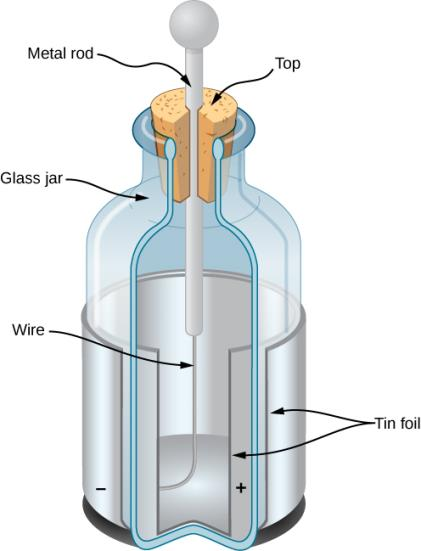 Metal rod
Top
Glass jar
Wire
Tin foil
– +